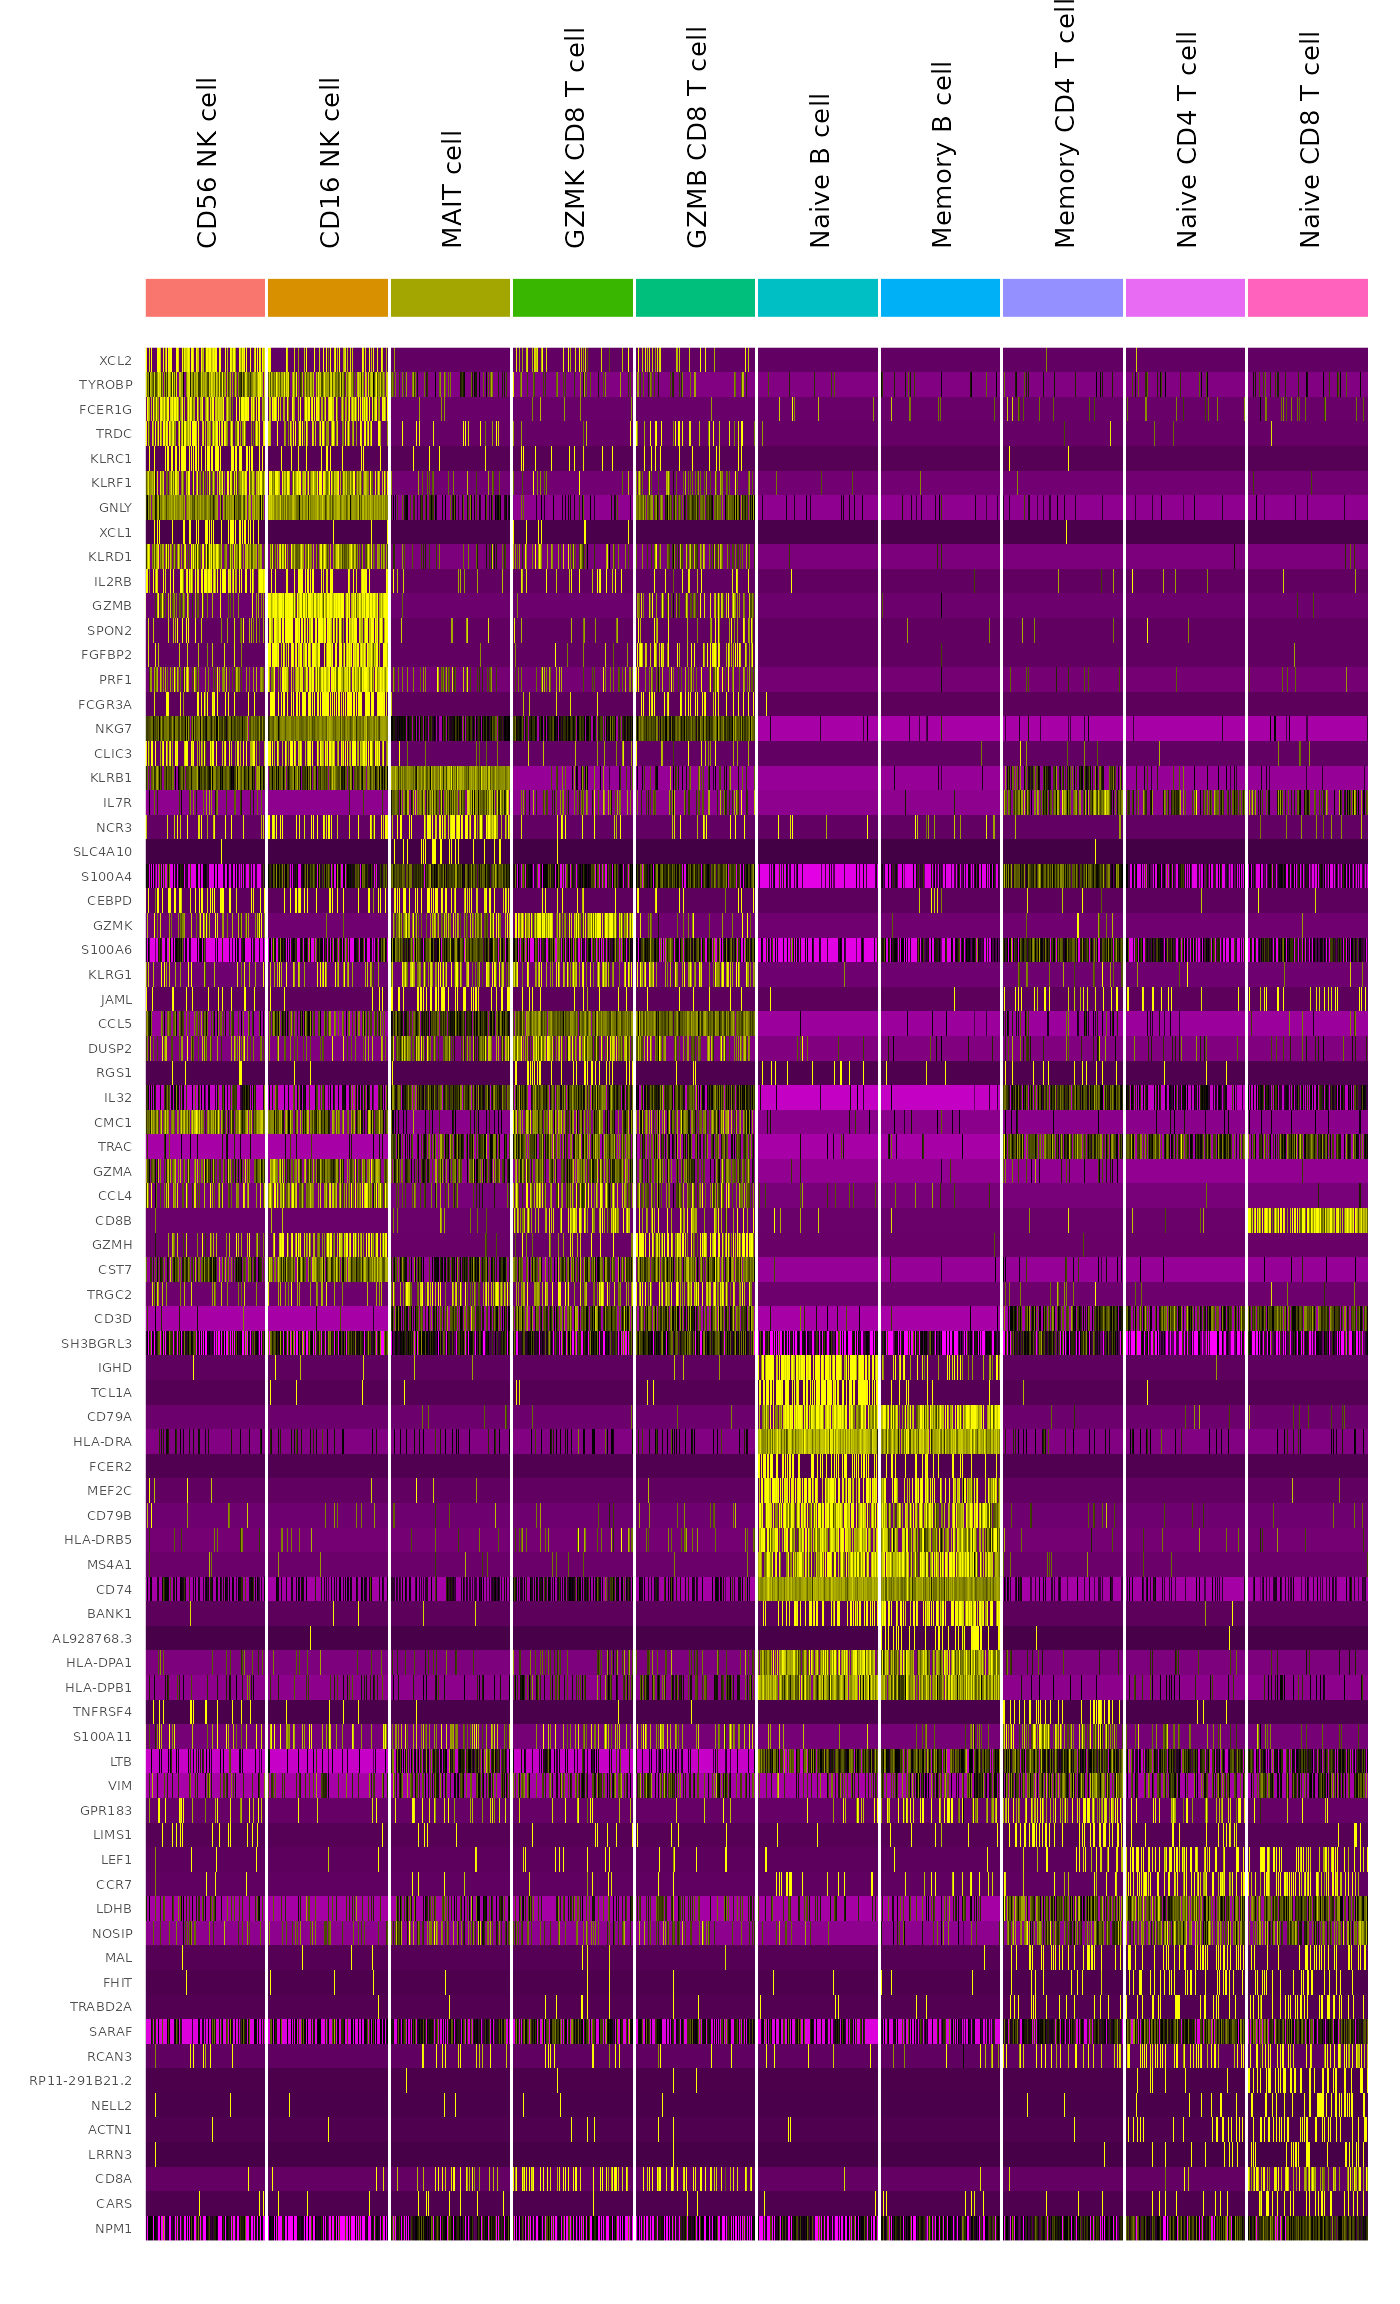 CD56 NK cell
CD16 NK cell
MAIT cell
GZMK CD8 T cell
GZMB CD8 T cell
Naive B cell
Memory B cell
Memory CD4 T cell
Naive CD4 T cell
Naive CD8 T cell
XCL2
TYROBP
FCER1G
TRDC
KLRC1
KLRF1
GNLY
XCL1
KLRD1
IL2RB
GZMB
SPON2
FGFBP2
PRF1
FCGR3A
NKG7
CLIC3
KLRB1
IL7R
NCR3
SLC4A10
S100A4
CEBPD
GZMK
S100A6
KLRG1
JAML
CCL5
DUSP2
RGS1
IL32
CMC1
TRAC
GZMA
CCL4
CD8B
GZMH
CST7
TRGC2
CD3D
SH3BGRL3
IGHD
TCL1A
CD79A
HLA-DRA
FCER2
MEF2C
CD79B
HLA-DRB5
MS4A1
CD74
BANK1
AL928768.3
HLA-DPA1
HLA-DPB1
TNFRSF4
S100A11
LTB
VIM
GPR183
LIMS1
LEF1
CCR7
LDHB
NOSIP
MAL
FHIT
TRABD2A
SARAF
RCAN3
RP11-291B21.2
NELL2
ACTN1
LRRN3
CD8A
CARS
NPM1